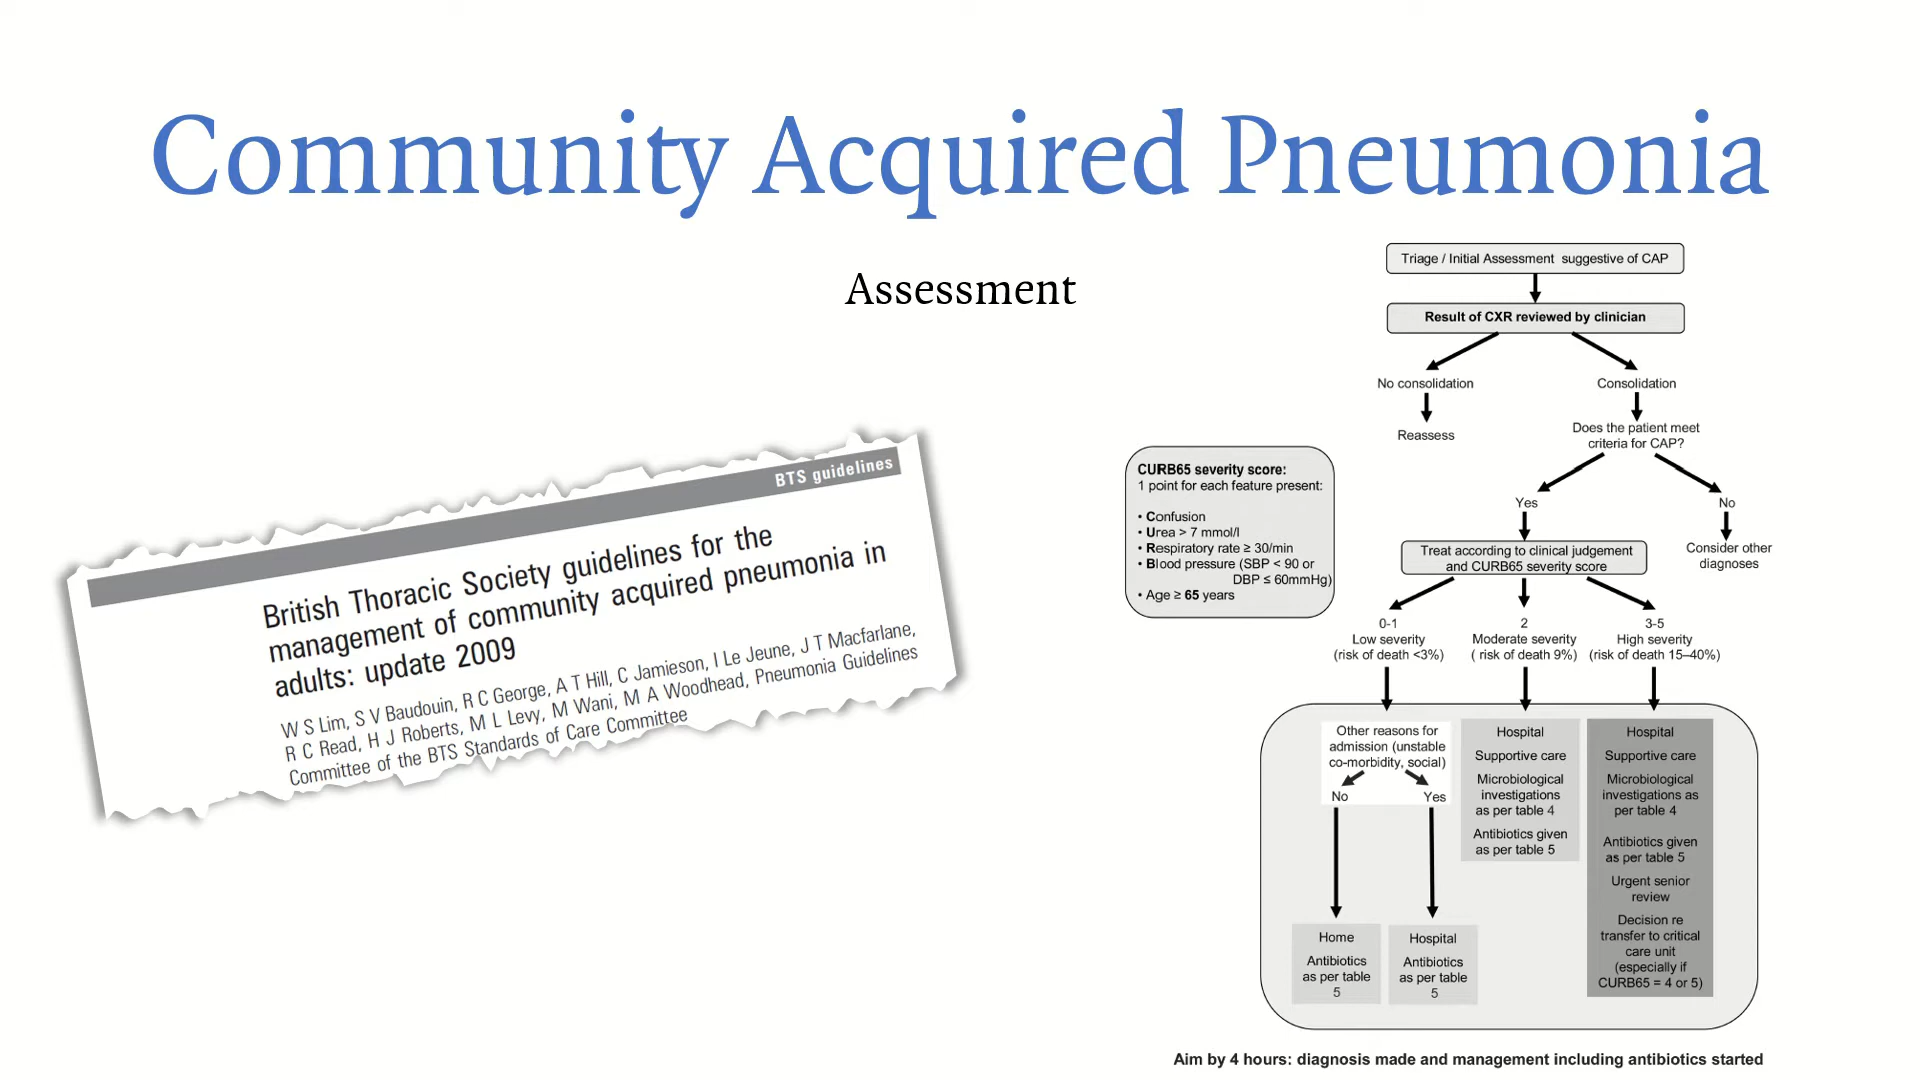 Community Acquired Pneumonia
Assessment
BTS guidelines
British Thoracic Society guidelines for the
management of community acquired pneumonia in
adults: update 2009
W S Lim, S V Baudouin, R C George, A T Hill, C Jamieson, I Le Jeune, J T Macfarlane,
R C Read, H J Roberts, M L Levy, M Wani, M A Woodhead, Pneumonia Guidelines
Committee of the BTS Standards of Care Committee
Triage / Initial Assessment suggestive of CAP
Result of CXR reviewed by clinician
No consolidation
Reassess
Consolidation
Does the patient meet
criteria for CAP?
Yes
No
Consider other
diagnoses
Treat according to clinical judgement
and CURB65 severity score
CURB65 severity score:
1 point for each feature present:
• Confusion
• Urea > 7 mmol/l
• Respiratory rate ≥ 30/min
• Blood pressure (SBP < 90 or
DBP ≤ 60mmHg)
• Age ≥ 65 years
0-1
Low severity
(risk of death <3%)
2
Moderate severity
( risk of death 9%)
3-5
High severity
(risk of death 15–40%)
Other reasons for
admission (unstable
co-morbidity, social)
No
Yes
Home
Antibiotics
as per table
5
Hospital
Antibiotics
as per table
5
Hospital
Supportive care
Microbiological
investigations
as per table 4
Antibiotics given
as per table 5
Hospital
Supportive care
Microbiological
investigations as
per table 4
Antibiotics given
as per table 5
Urgent senior
review
Decision re
transfer to critical
care unit
(especially if
CURB65 = 4 or 5)
Aim by 4 hours: diagnosis made and management including antibiotics started